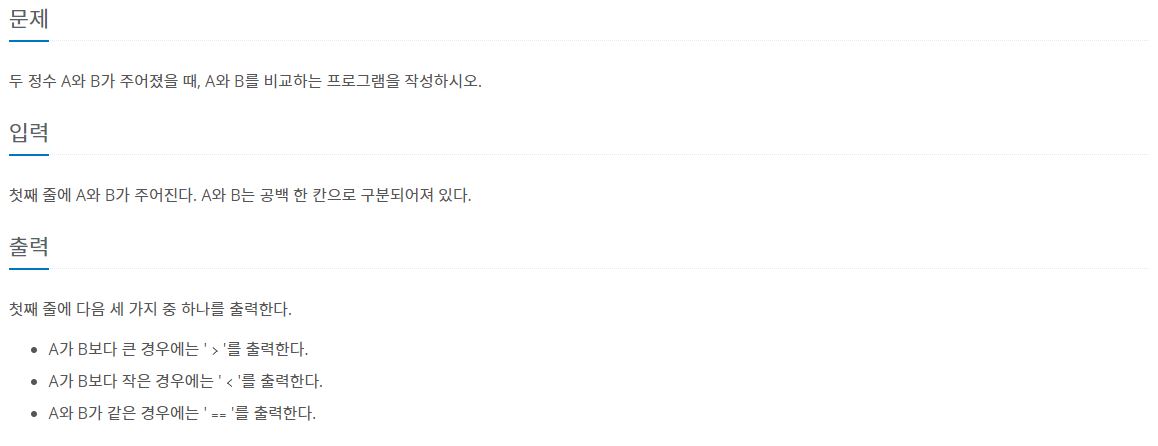 문제
두 정수 A와 B가 주어졌을 때, A와 B를 비교하는 프로그램을 작성하시오.
입력
첫째 줄에 A와 B가 주어진다. A와 B는 공백 한 칸으로 구분되어져 있다.
출력
첫째 줄에 다음 세 가지 중 하나를 출력한다.
• A가 B보다 큰 경우에는 ' > '를 출력한다.
• A가 B보다 작은 경우에는 ' < '를 출력한다.
• A와 B가 같은 경우에는 ' == '를 출력한다.